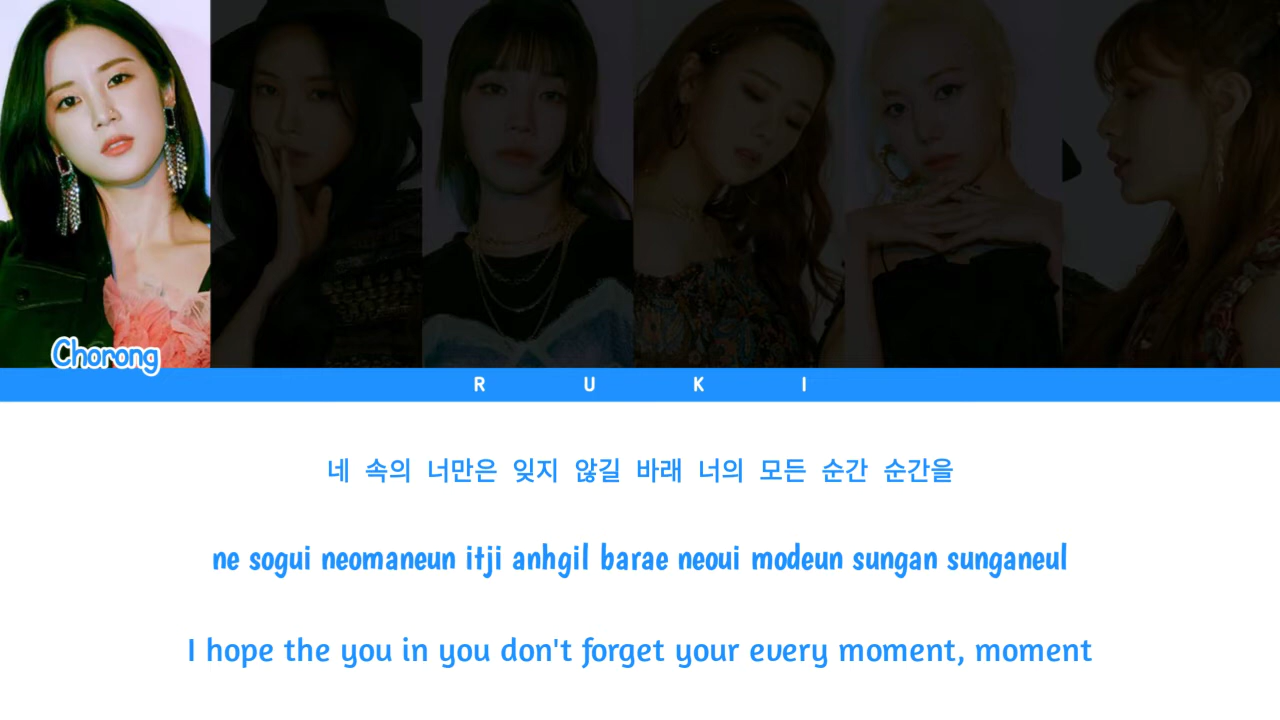 Chorong
R U K I
네 속의 너만은 잊지 않길 바래 너의 모든 순간 순간을
ne sogui neomaneun itji anhgil barae neoui modeun sungan sunganeul
I hope the you in you don't forget your every moment, moment